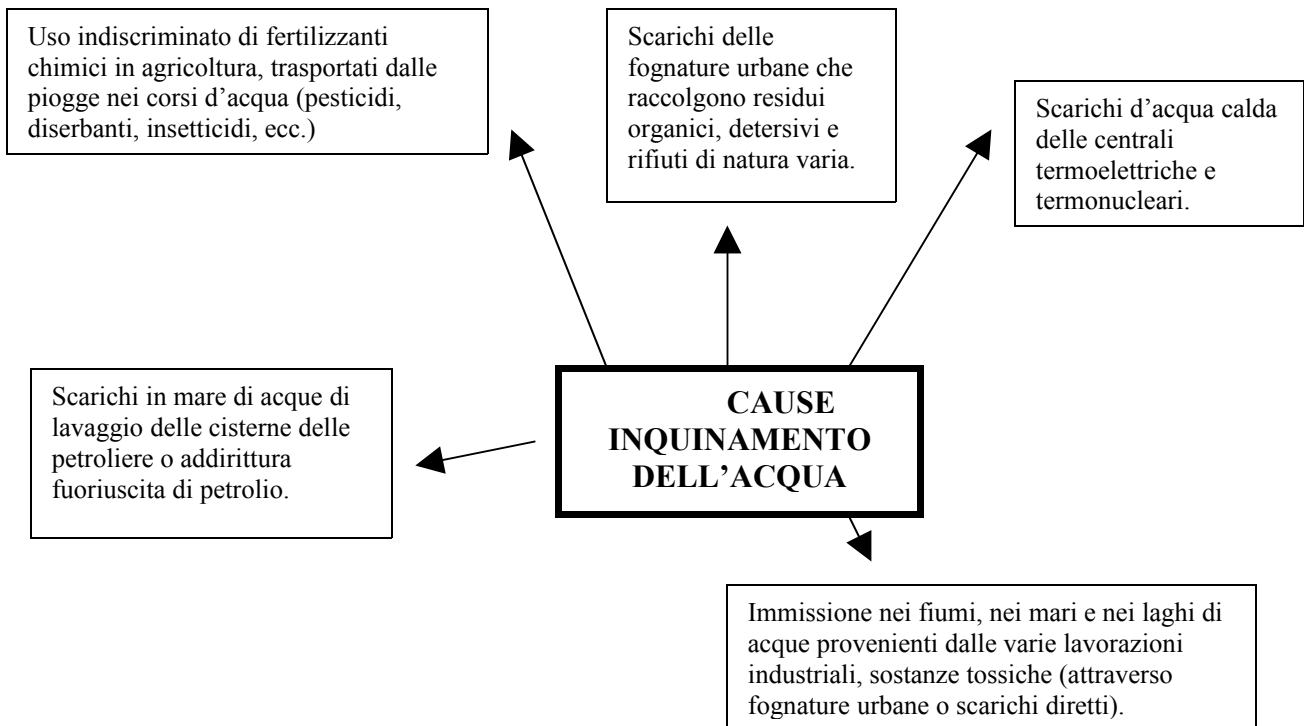 Uso indiscriminato di fertilizzanti
chimici in agricoltura, trasportati dalle
piogge nei corsi d’acqua (pesticidi,
diserbanti, insetticidi, ecc.)
Scarichi delle
fognature urbane che
raccolgono residui
organici, detersivi e
rifiuti di natura varia.
Scarichi d’acqua calda
delle centrali
termoelettriche e
termonucleari.
Scarichi in mare di acque di
lavaggio delle cisterne delle
petroliere o addirittura
fuoriuscita di petrolio.
CAUSE
INQUINAMENTO
DELL’ACQUA
Immissione nei fiumi, nei mari e nei laghi di
acque provenienti dalle varie lavorazioni
industriali, sostanze tossiche (attraverso
fognature urbane o scarichi diretti).